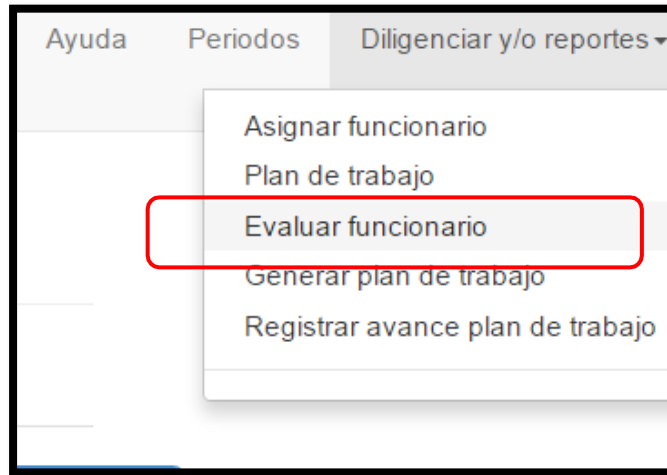 Ayuda Periodos Diligenciar y/o reportes
Asignar funcionario
Plan de trabajo
Evaluar funcionario
Generar plan de trabajo
Registrar avance plan de trabajo